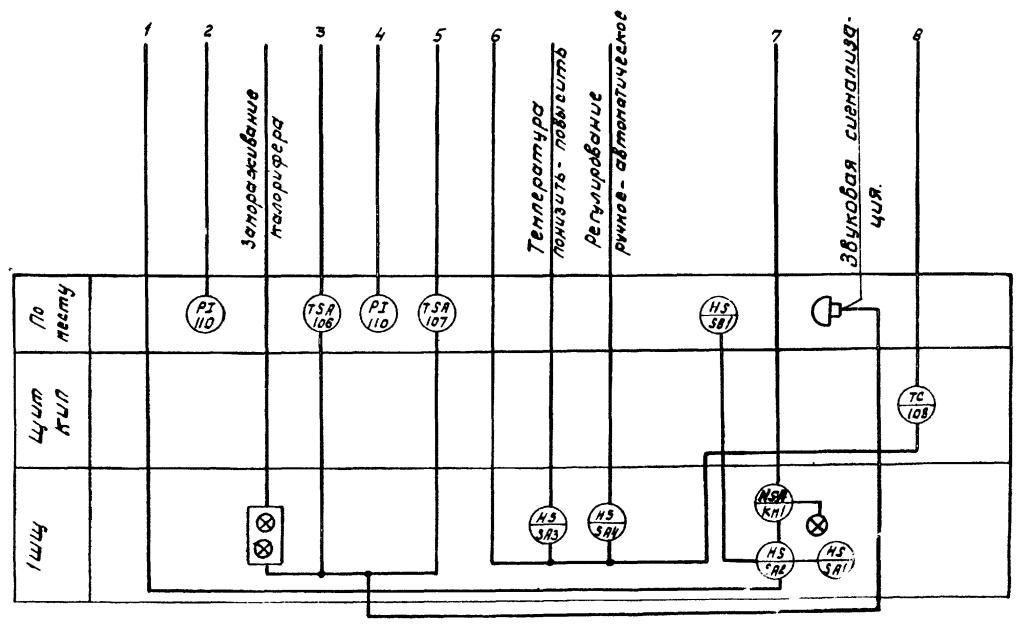 1
2
3
4
5
6
7
8
Замораживание
калорифера
Температура
понизить - повысить
Регулирование
ручное - автоматическое
Звуковая сигнализа-
ция.
По
месту
PI
110
TSA
106
PI
110
TSA
107
HS
SB1
Щит
КИП
TC
108
1ШЩ
HS
SA3
HS
SA4
KM1
HS
SA2
HS
SA1